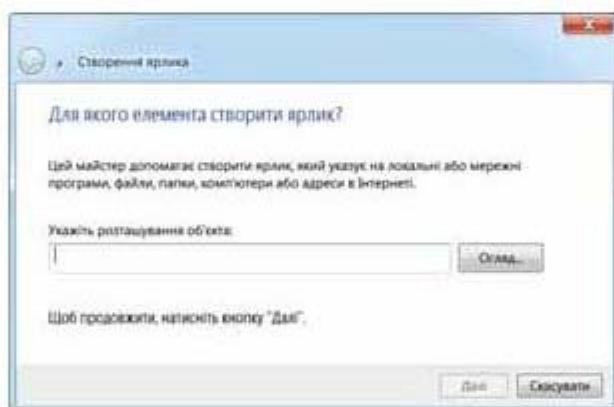 Створення ярлика
Для якого елемента створити ярлик?
Цей майстер допомагає створити ярлик, який указує на локальні або мережні
програми, файли, папки, комп'ютери або адреси в Інтернеті.
Укажіть розташування об'єкта:
Огляд...
Щоб продовжити, натисніть кнопку "Далі".
Далі
Скасувати